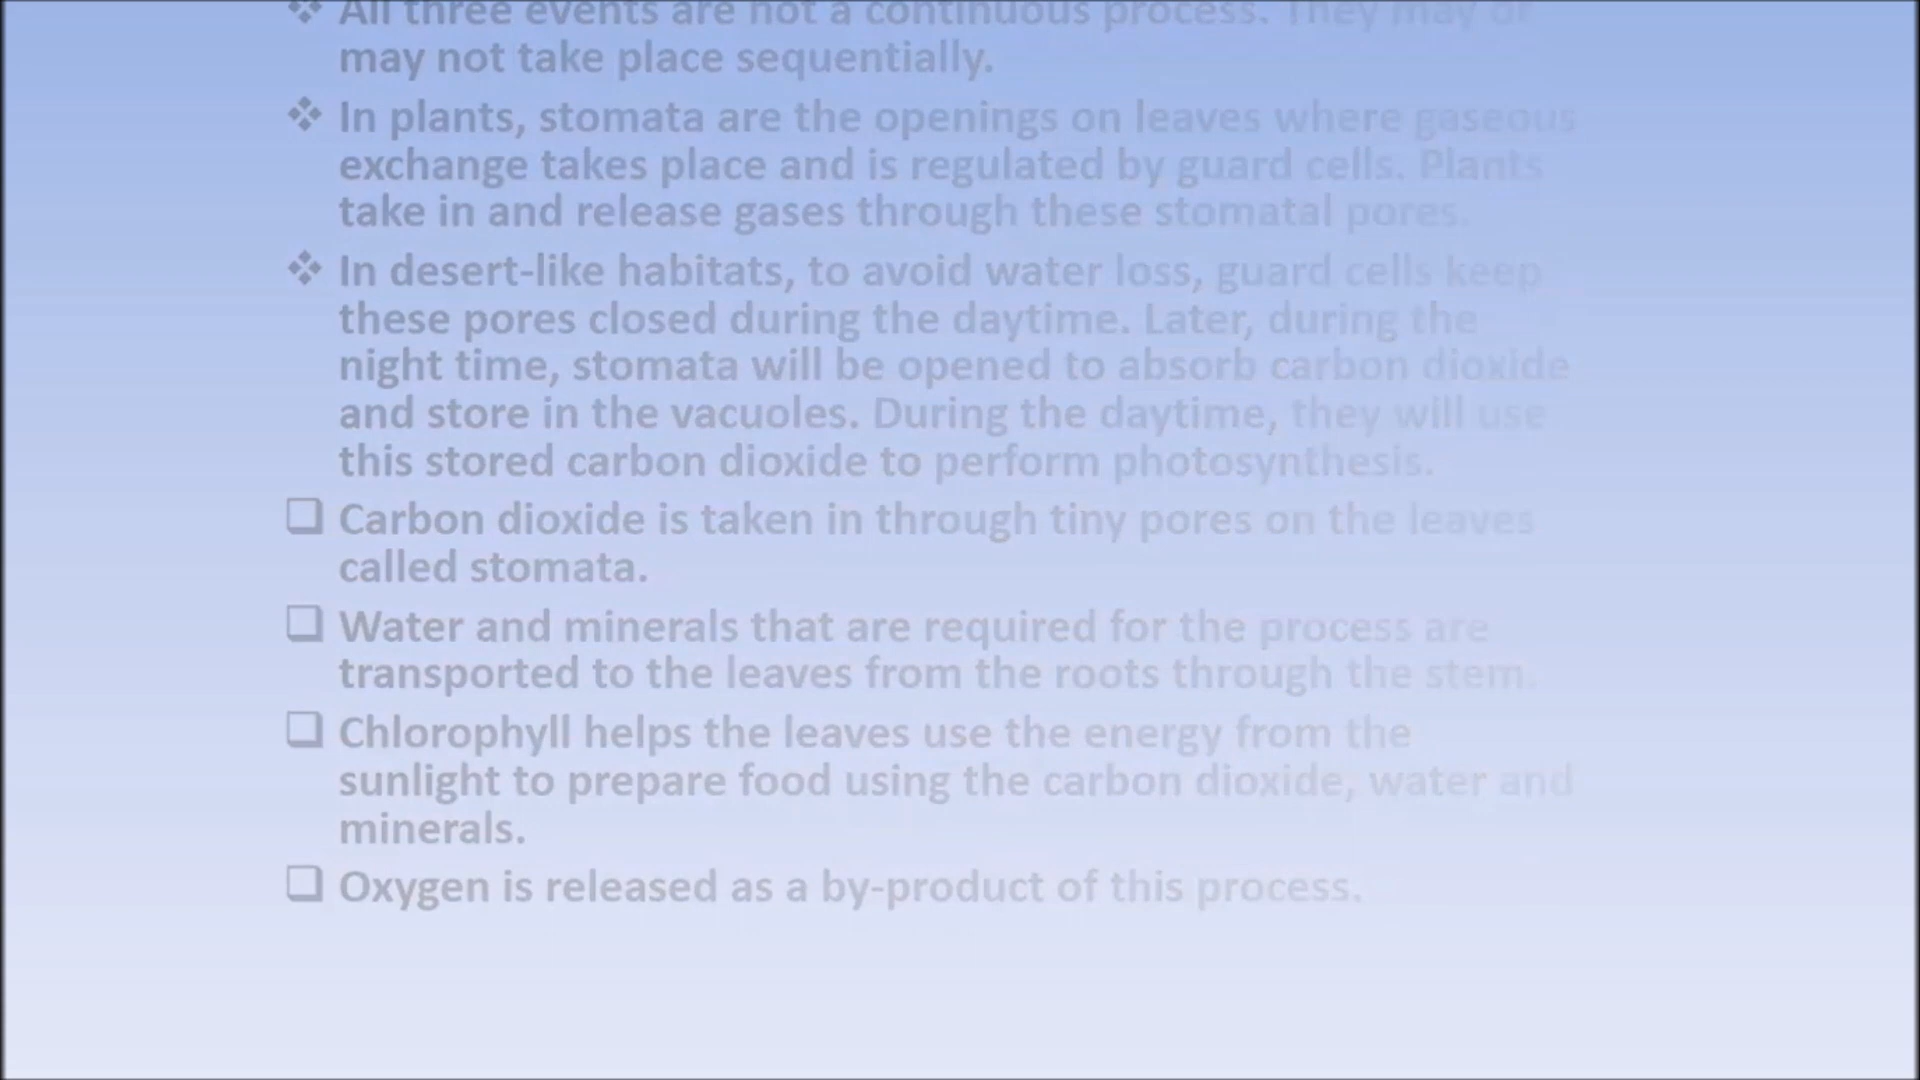 ❖ All three events are not a continuous process. They may or
may not take place sequentially.
❖ In plants, stomata are the openings on leaves where gaseous
exchange takes place and is regulated by guard cells. Plants
take in and release gases through these stomatal pores.
❖ In desert-like habitats, to avoid water loss, guard cells keep
these pores closed during the daytime. Later, during the
night time, stomata will be opened to absorb carbon dioxide
and store in the vacuoles. During the daytime, they will use
this stored carbon dioxide to perform photosynthesis.
❑ Carbon dioxide is taken in through tiny pores on the leaves
called stomata.
❑ Water and minerals that are required for the process are
transported to the leaves from the roots through the stem.
❑ Chlorophyll helps the leaves use the energy from the
sunlight to prepare food using the carbon dioxide, water and
minerals.
❑ Oxygen is released as a by-product of this process.